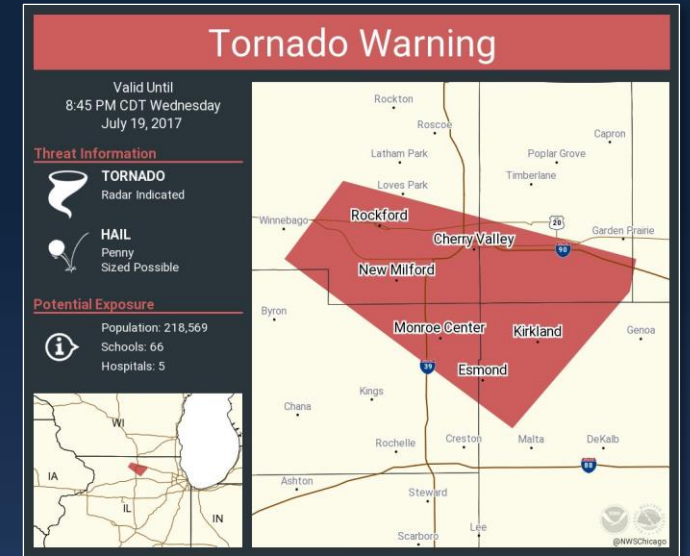 Tornado Warning
Valid Until
8:45 PM CDT Wednesday
July 19, 2017
Threat Information
TORNADO
Radar Indicated
HAIL
Penny
Sized Possible
Potential Exposure
Population: 218,569
Schools: 66
Hospitals: 5
WI
IA
IL
IN
Rockton
Roscoe
Capron
Latham Park
Poplar Grove
Timberlane
Loves Park
Winnebago
Rockford
20
Garden Prairie
Cherry Valley
90
New Milford
Byron
Monroe Center
Kirkland
Genoa
39
Esmond
Kings
Chana
Rochelle
Creston
Malta
DeKalb
88
Ashton
Steward
Lee
Scarboro
@NWSChicago